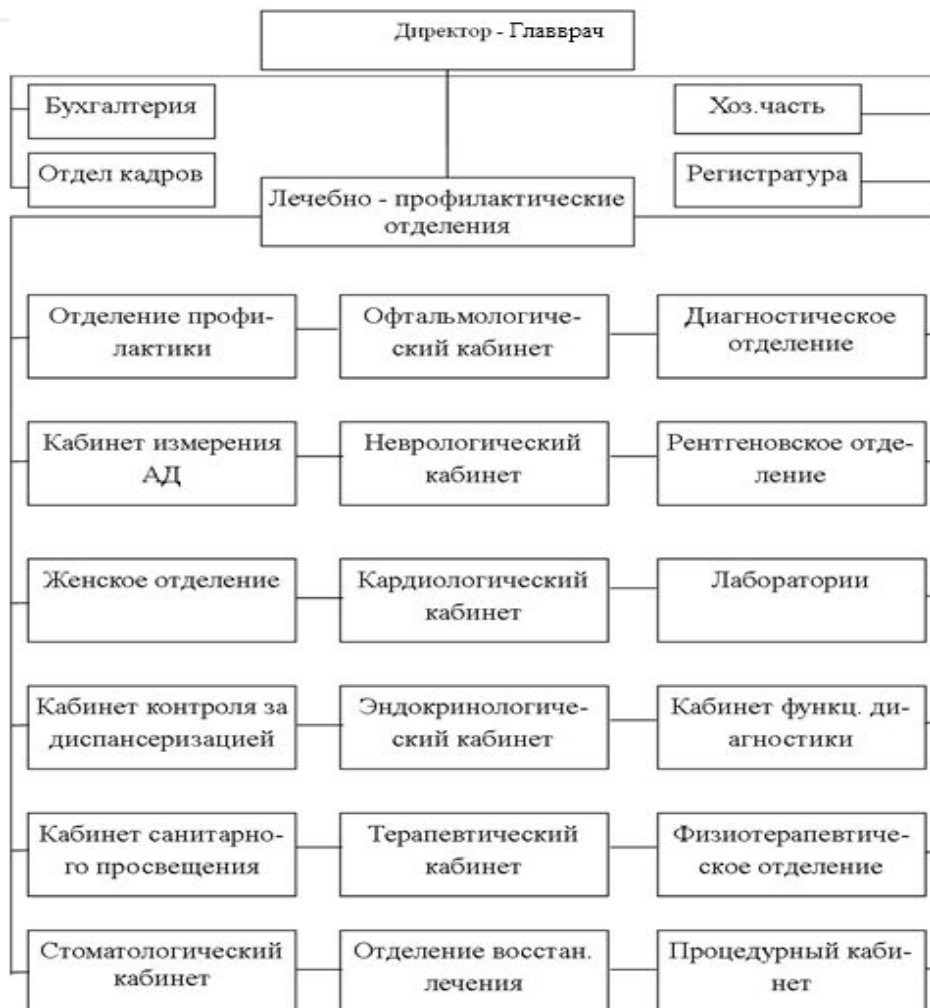 Директор - Главврач
Бухгалтерия
Хоз.часть
Отдел кадров
Регистратура
Лечебно - профилактические
отделения
Отделение профи-
лактики
Офтальмологиче-
ский кабинет
Диагностическое
отделение
Кабинет измерения
АД
Неврологический
кабинет
Рентгеновское отде-
ление
Женское отделение
Кардиологический
кабинет
Лаборатории
Кабинет контроля за
диспансеризацией
Эндокринологиче-
ский кабинет
Кабинет функц. ди-
агностики
Кабинет санитарно-
го просвещения
Терапевтический
кабинет
Физиотерапевтиче-
ское отделение
Стоматологический
кабинет
Отделение восстан.
лечения
Процедурный каби-
нет